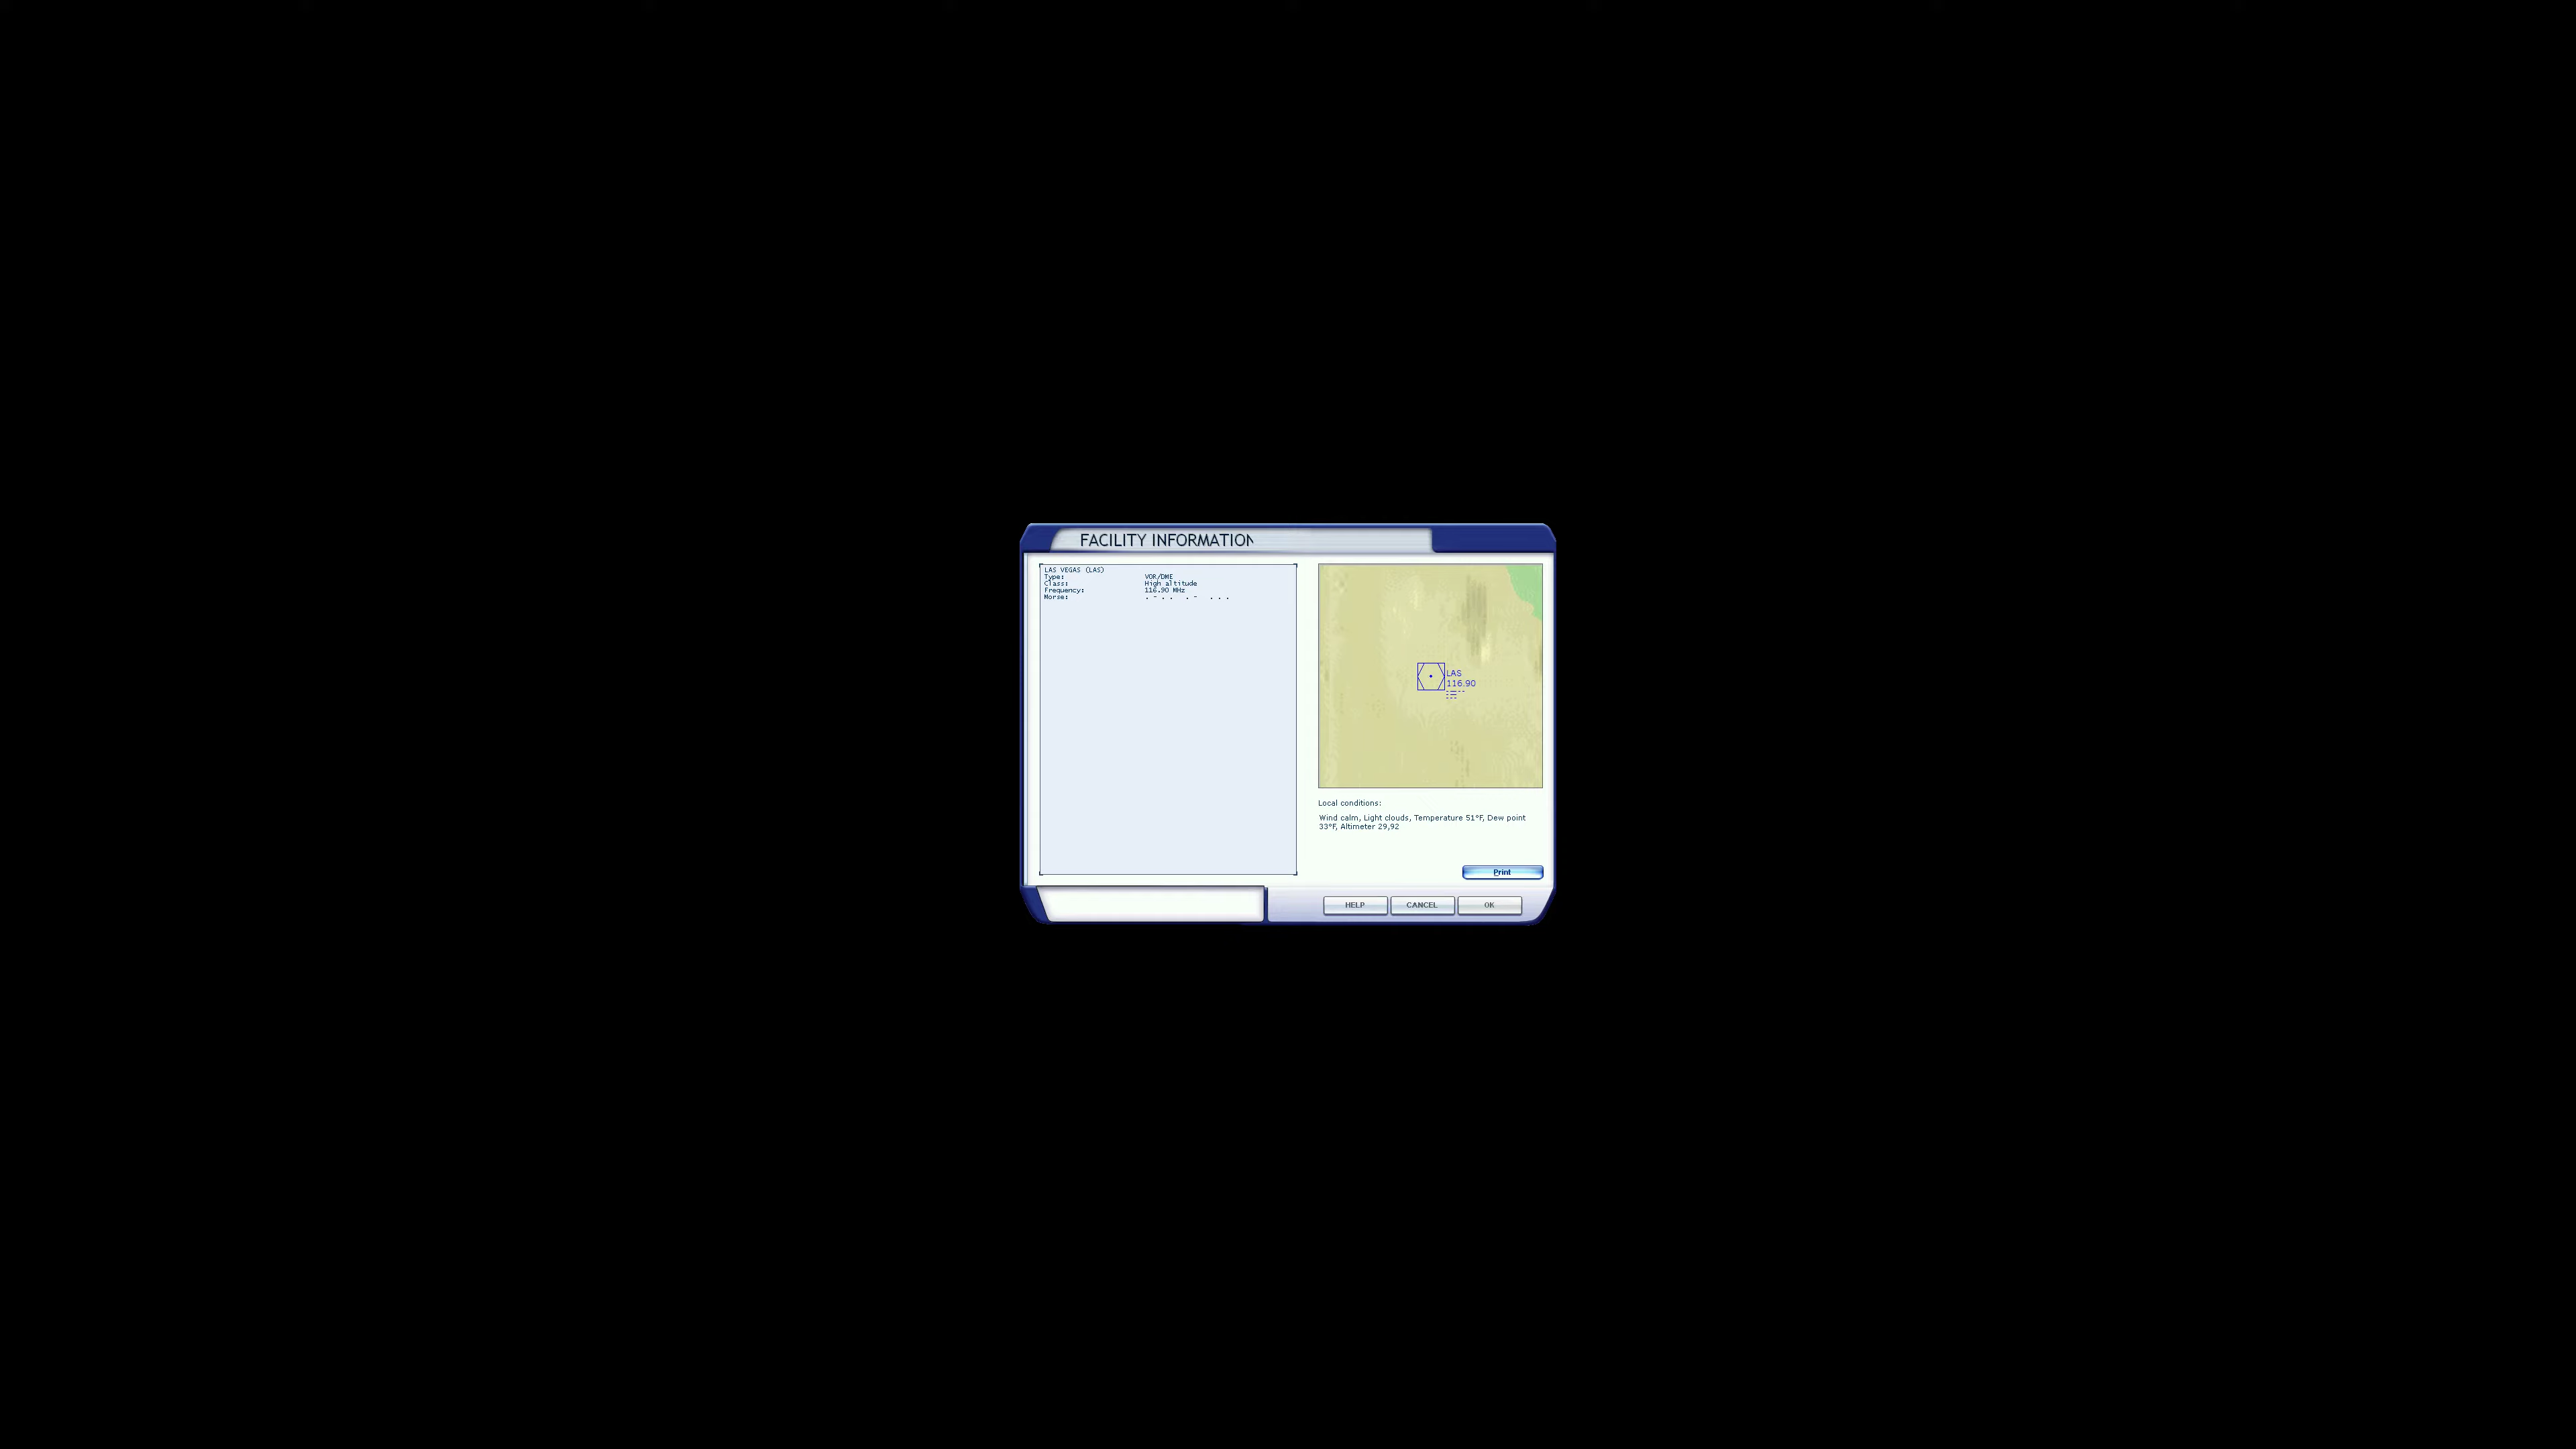 FACILITY INFORMATION
LAS VEGAS (LAS)
Type: VOR/DME
Class: High altitude
Frequency: 116.90 MHz
Morse: . - . .   . -   . . .
LAS
116.90
Local conditions:
Wind calm, Light clouds, Temperature 51°F, Dew point
33°F, Altimeter 29,92
Print
HELP CANCEL OK